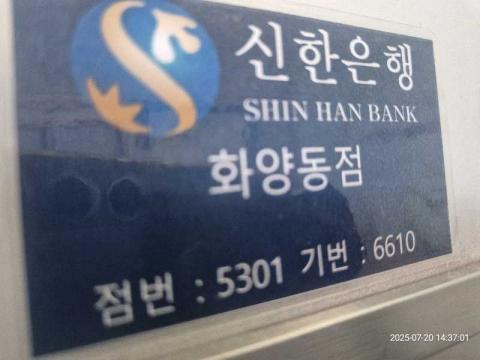 신한은행
SHIN HAN BANK
화양동점
점번 : 5301 기번 : 6610
2025-07-20 14:37:01